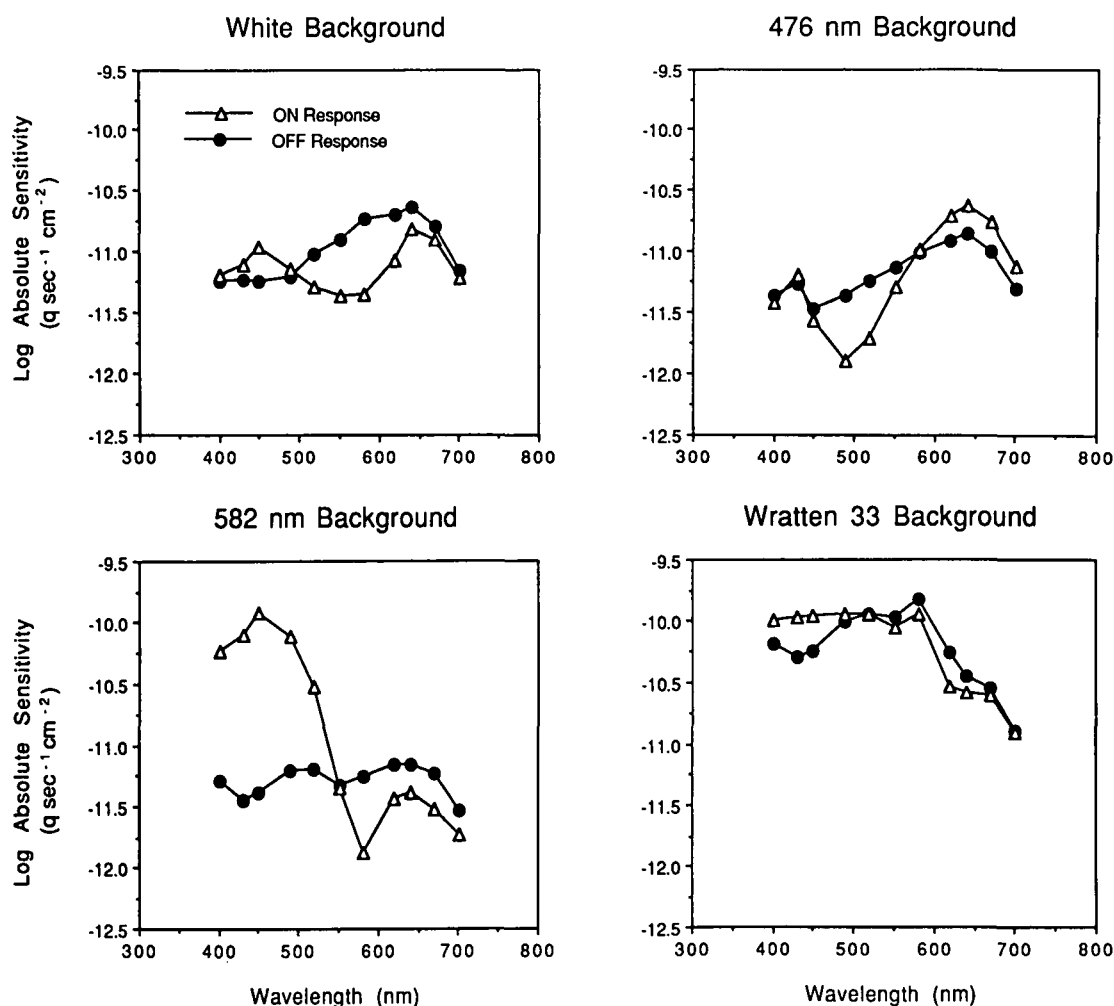 White Background
476 nm Background
-9.5
-10.0
-10.5
-11.0
-11.5
-12.0
-12.5
ON Response
OFF Response
Log Absolute Sensitivity
(q sec⁻¹ cm⁻²)
300 400 500 600 700 800
-9.5
-10.0
-10.5
-11.0
-11.5
-12.0
-12.5
300 400 500 600 700 800
582 nm Background
Wratten 33 Background
-9.5
-10.0
-10.5
-11.0
-11.5
-12.0
-12.5
Log Absolute Sensitivity
(q sec⁻¹ cm⁻²)
300 400 500 600 700 800
Wavelength (nm)
-9.5
-10.0
-10.5
-11.0
-11.5
-12.0
-12.5
300 400 500 600 700 800
Wavelength (nm)